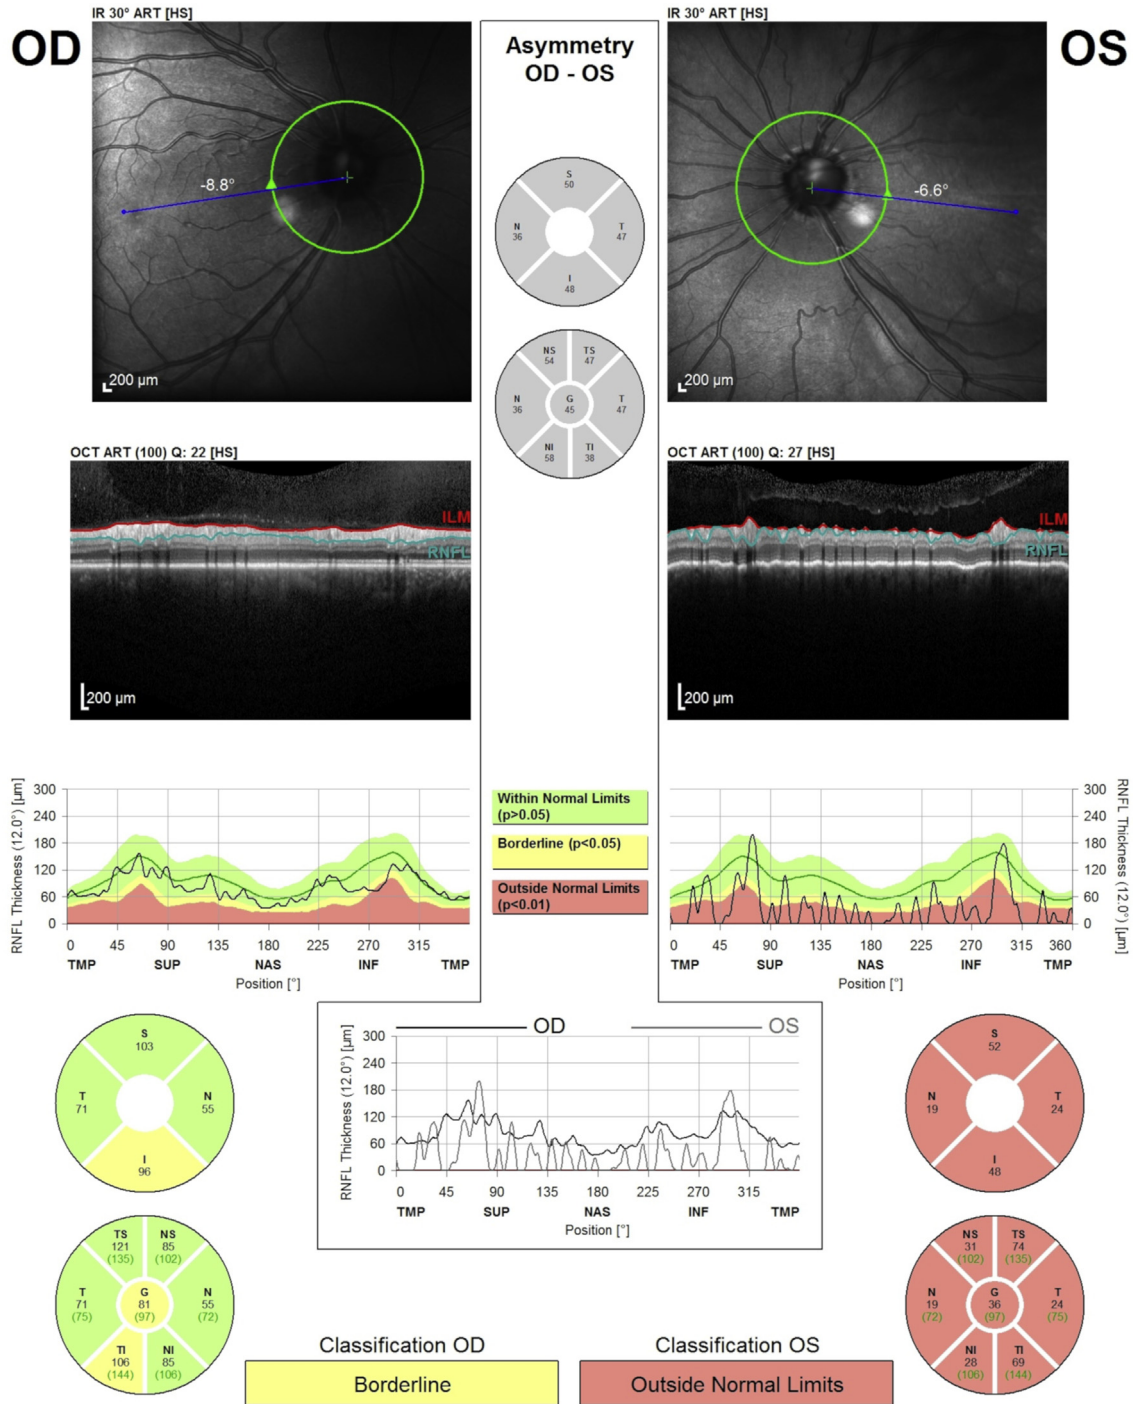 IR 30° ART [HS]
IR 30° ART [HS]
OD
Asymmetry
OD - OS
OS
-8.8°
-6.6°
200 µm
200 µm
S
50
N
36
T
47
I
48
NS
54
TS
47
N
36
G
45
T
47
NI
58
TI
38
OCT ART (100) Q: 22 [HS]
OCT ART (100) Q: 27 [HS]
ILM
RNFL
200 µm
ILM
RNFL
200 µm
RNFL Thickness (12.0°) [µm]
300
240
180
120
60
0
0 45 90 135 180 225 270 315
TMP SUP NAS INF TMP
Position [°]
Within Normal Limits
(p>0.05)
Borderline (p<0.05)
Outside Normal Limits
(p<0.01)
300
240
180
120
60
0
RNFL Thickness (12.0°) [µm]
0 45 90 135 180 225 270 315 360
TMP SUP NAS INF TMP
Position [°]
S
103
T
71
N
55
I
96
OD
OS
RNFL Thickness (12.0°) [µm]
300
240
180
120
60
0
0 45 90 135 180 225 270 315
TMP SUP NAS INF TMP
Position [°]
S
52
N
19
T
24
I
48
TS
121
(135)
NS
85
(102)
T
71
(75)
G
81
(97)
N
55
(72)
TI
106
(144)
NI
85
(106)
NS
31
(102)
TS
74
(135)
N
19
(72)
G
36
(97)
T
24
(75)
NI
28
(106)
TI
69
(144)
Classification OD
Borderline
Classification OS
Outside Normal Limits